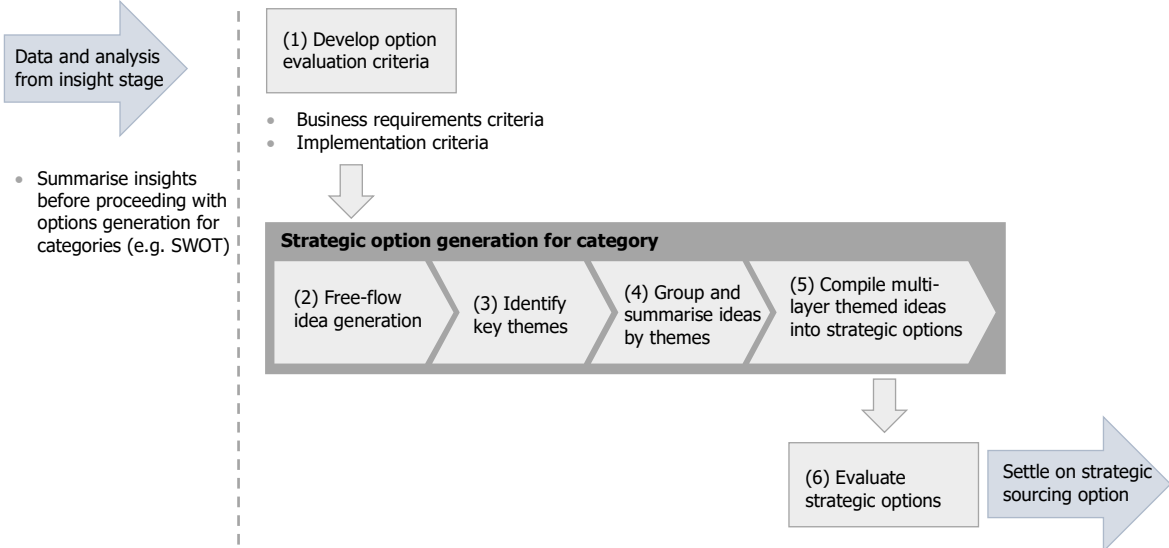 Data and analysis
from insight stage
• Summarise insights
before proceeding with
options generation for
categories (e.g. SWOT)
(1) Develop option
evaluation criteria
• Business requirements criteria
• Implementation criteria
Strategic option generation for category
(2) Free-flow
idea generation
(3) Identify
key themes
(4) Group and
summarise ideas
by themes
(5) Compile multi-
layer themed ideas
into strategic options
(6) Evaluate
strategic options
Settle on strategic
sourcing option